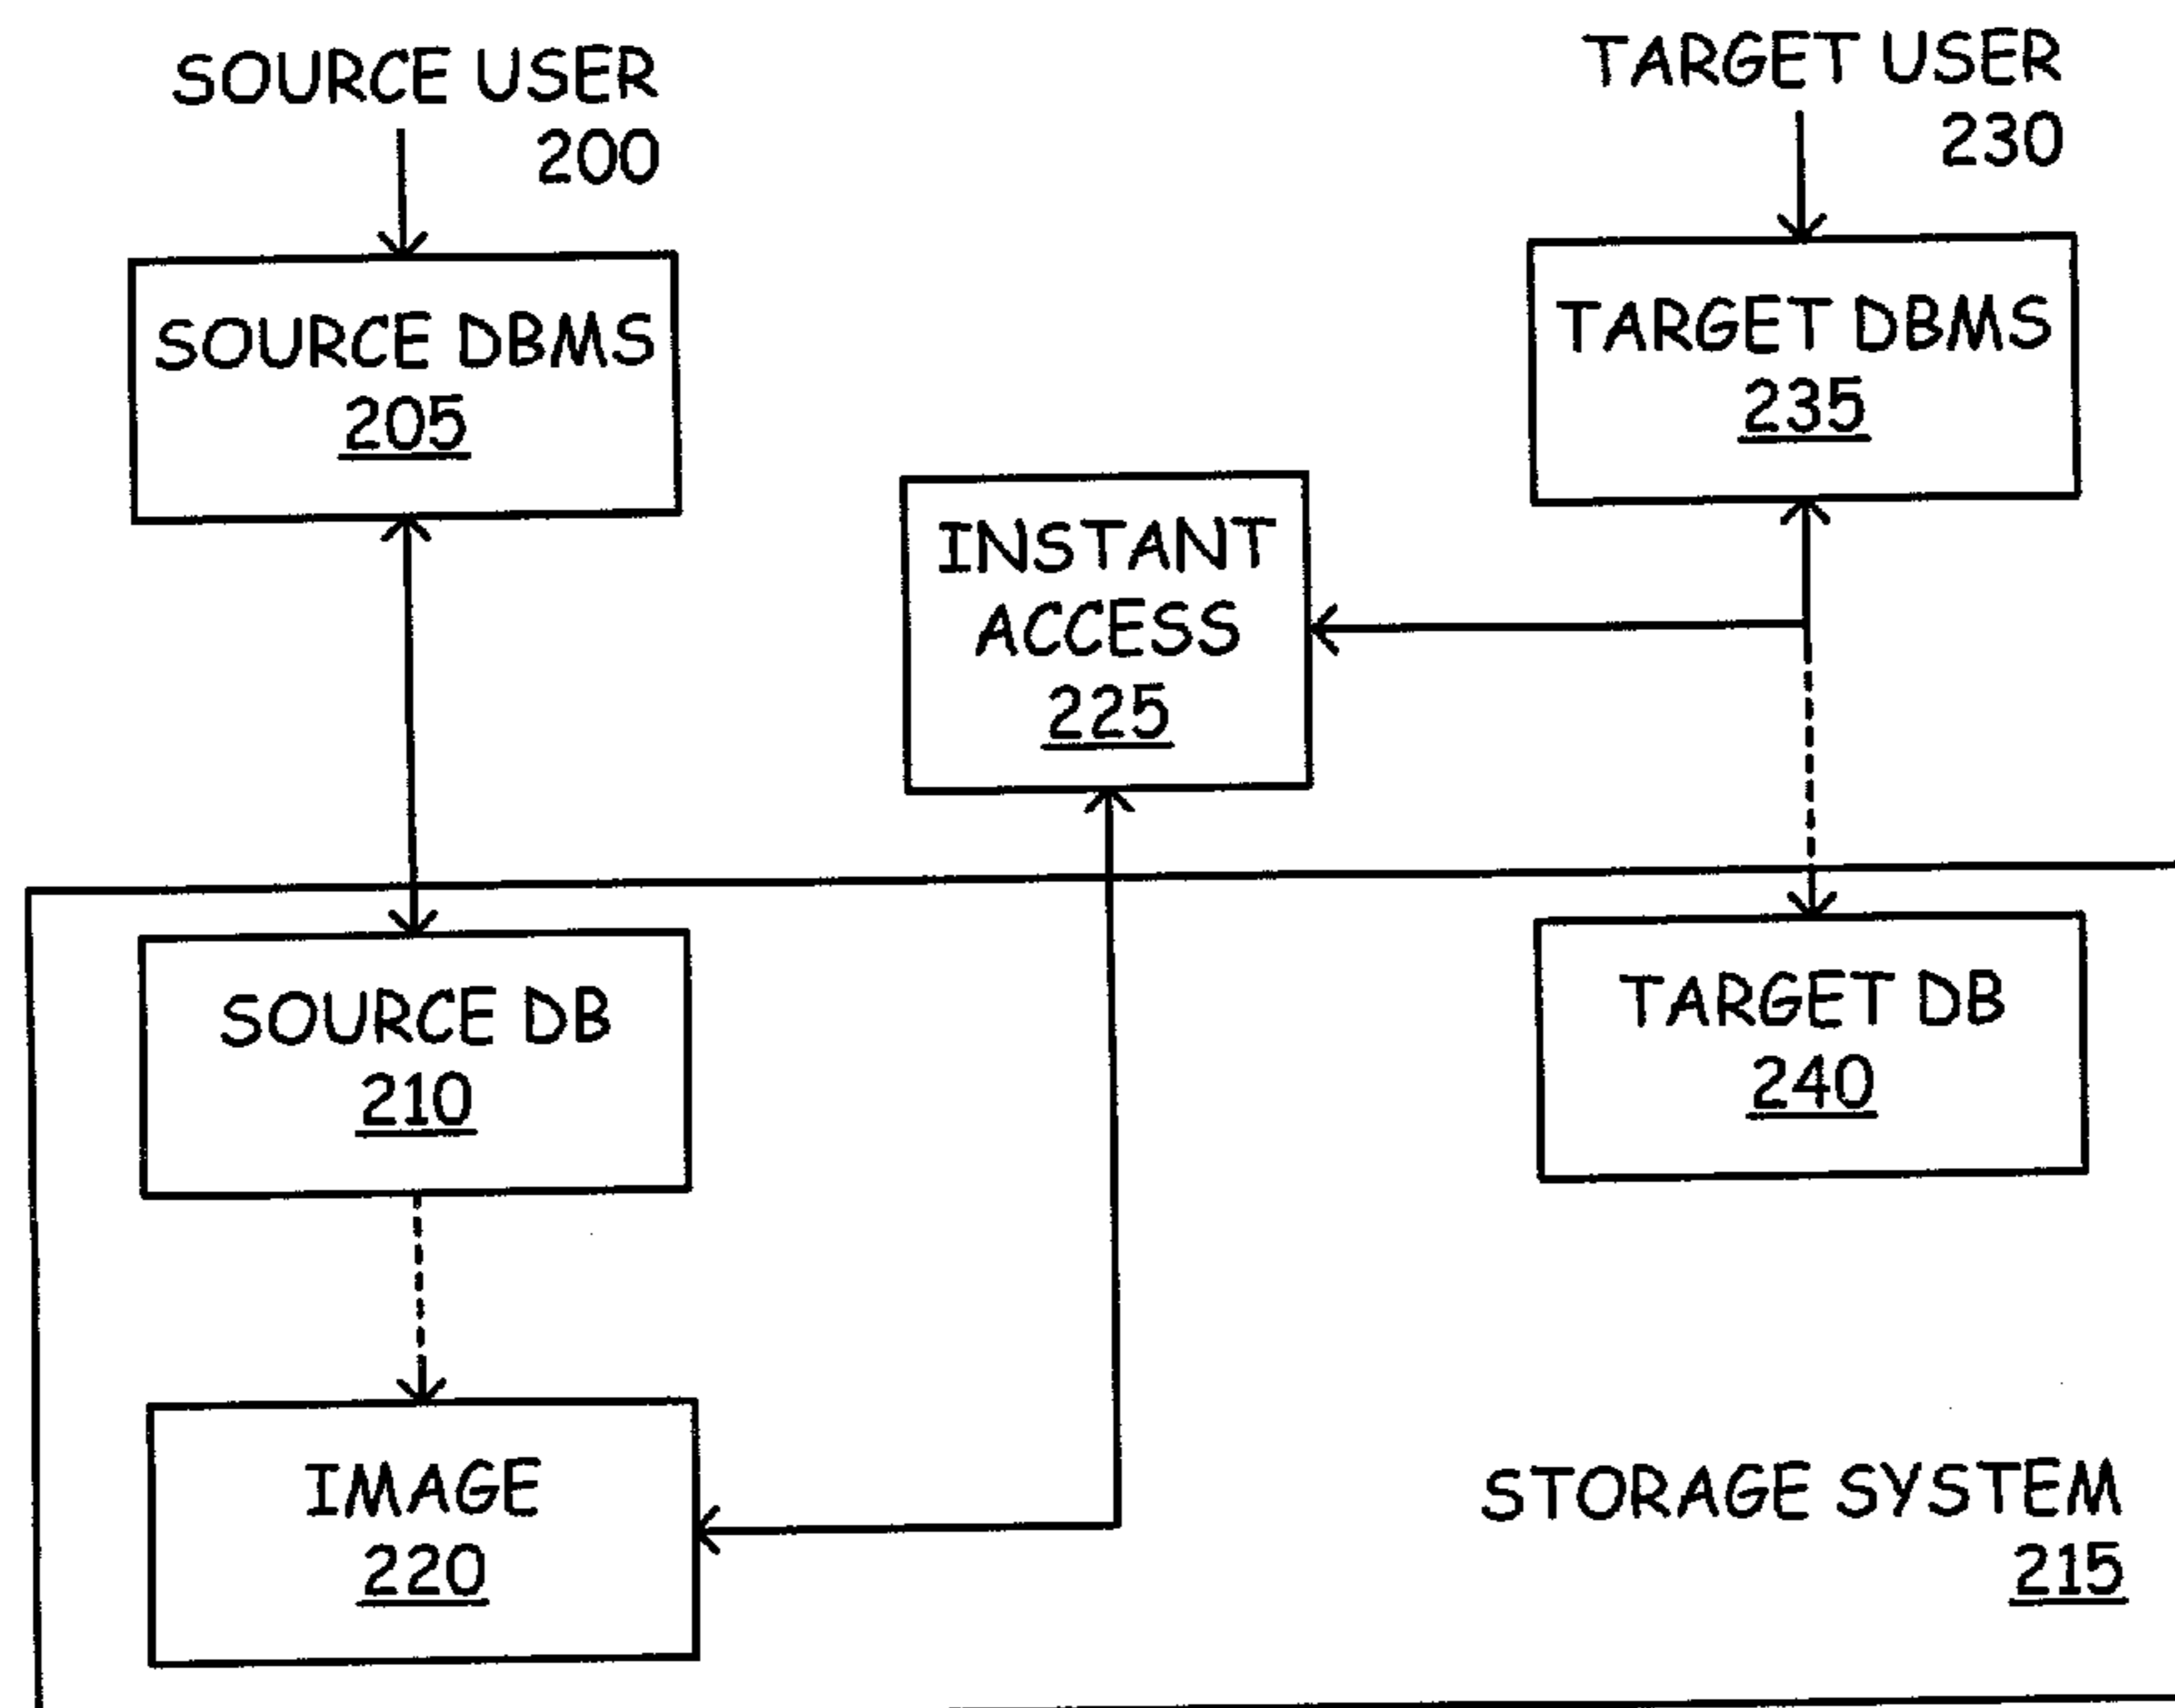 SOURCE USER
200
TARGET USER
230
SOURCE DBMS
205
TARGET DBMS
235
INSTANT
ACCESS
225
SOURCE DB
210
TARGET DB
240
IMAGE
220
STORAGE SYSTEM
215